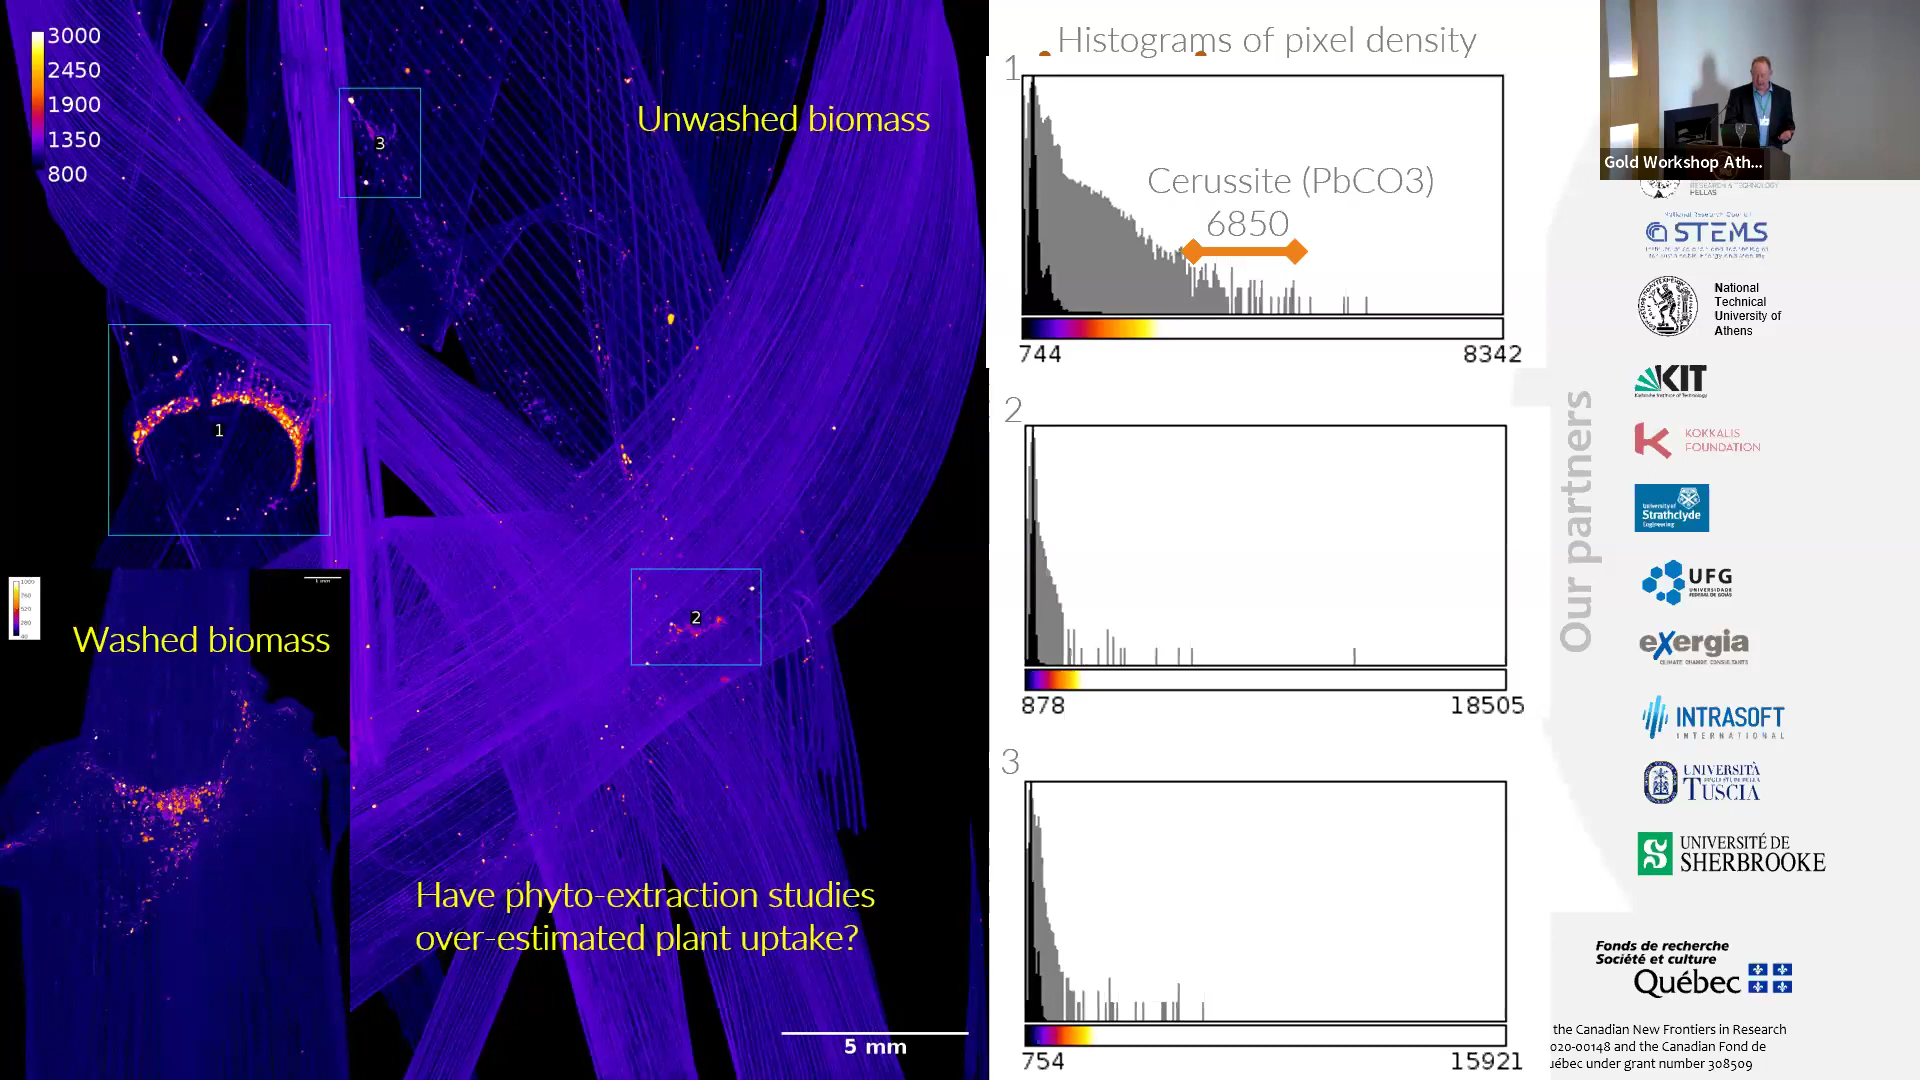 3000
2450
1900
1350
800
Unwashed biomass
3
1
2
Washed biomass
Have phyto-extraction studies
over-estimated plant uptake?
5 mm
Histograms of pixel density
1
Cerussite (PbCO3)
6850
744
8342
2
878
18505
3
754
15921
Gold Workshop Ath...
RESEARCH & TECHNOLOGY
HELLAS
National Research Council
STEMS
National
Technical
University of
Athens
KIT
Karlsruhe Institute of Technology
KOKKALIS
FOUNDATION
University of
Strathclyde
Engineering
UFG
UNIVERSIDADE
FEDERAL DE GOIÁS
exergia
CLIMATE CHANGE CONSULTANTS
INTRASOFT
INTERNATIONAL
UNIVERSITÀ
TUSCIA
UNIVERSITÉ DE
SHERBROOKE
Our partners
Fonds de recherche
Société et culture
Québec
the Canadian New Frontiers in Research
020-00148 and the Canadian Fond de
uébec under grant number 308509